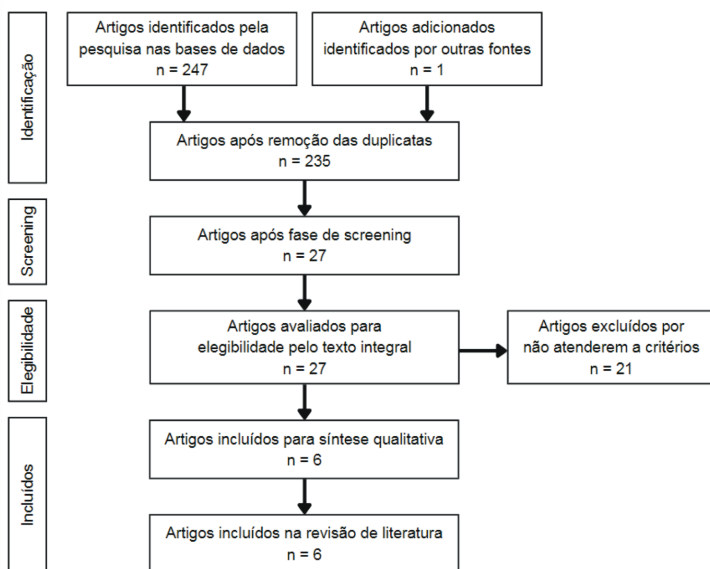 Identificação
Artigos identificados pela
pesquisa nas bases de dados
n = 247
Artigos adicionados
identificados por outras fontes
n = 1
Artigos após remoção das duplicatas
n = 235
Screening
Artigos após fase de screening
n = 27
Elegibilidade
Artigos avaliados para
elegibilidade pelo texto integral
n = 27
Artigos excluídos por
não atenderem a critérios
n = 21
Incluídos
Artigos incluídos para síntese qualitativa
n = 6
Artigos incluídos na revisão de literatura
n = 6